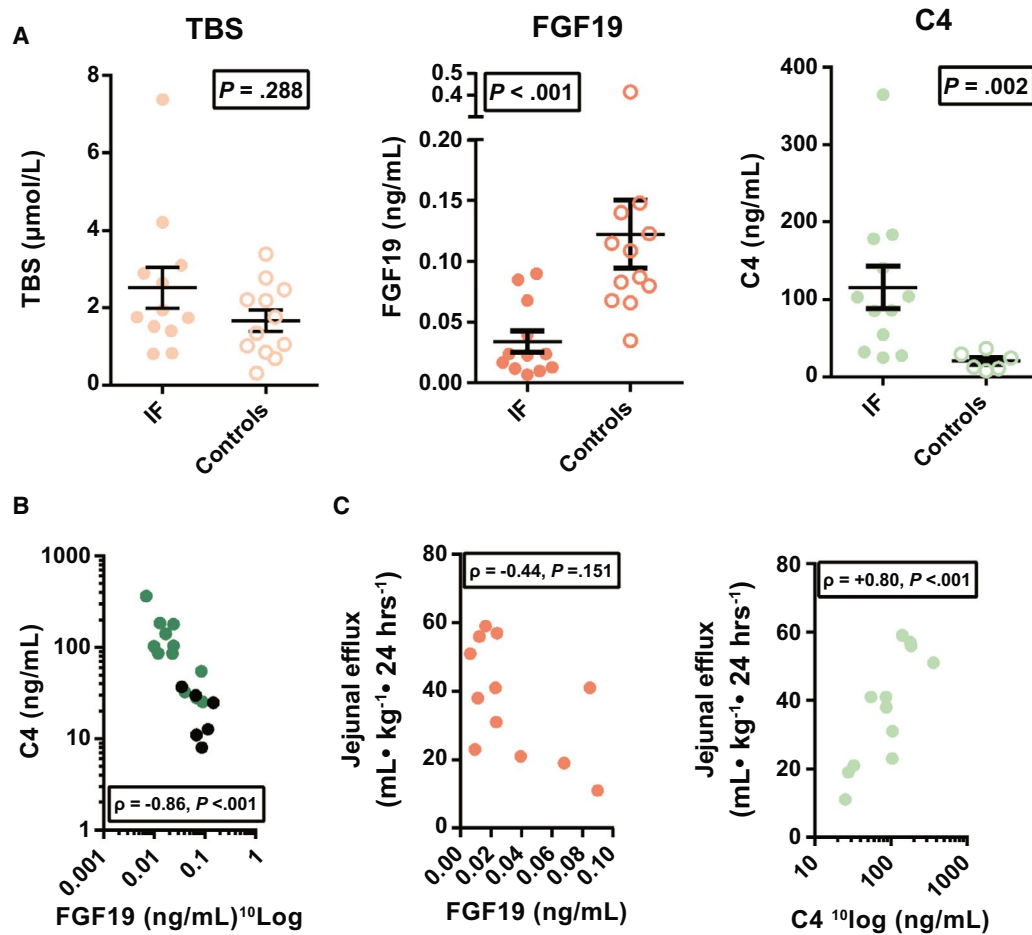 A
TBS
FGF19
C4
TBS (µmol/L)
8
6
4
2
0
P = .288
IF
Controls
FGF19 (ng/mL)
0.5
0.4
0.20
0.15
0.10
0.05
0.00
P < .001
IF
Controls
C4 (ng/mL)
400
300
200
100
0
P = .002
IF
Controls
B
C4 (ng/mL)
1000
100
10
1
ρ = -0.86, P <.001
0.001
0.01
0.1
1
FGF19 (ng/mL)¹⁰Log
C
Jejunal efflux
(mL• kg⁻¹• 24 hrs⁻¹)
80
60
40
20
0
ρ = -0.44, P =.151
0.00
0.02
0.04
0.06
0.08
0.10
FGF19 (ng/mL)
Jejunal efflux
(mL• kg⁻¹• 24 hrs⁻¹)
80
60
40
20
0
ρ = +0.80, P <.001
10
100
1000
C4 ¹⁰log (ng/mL)